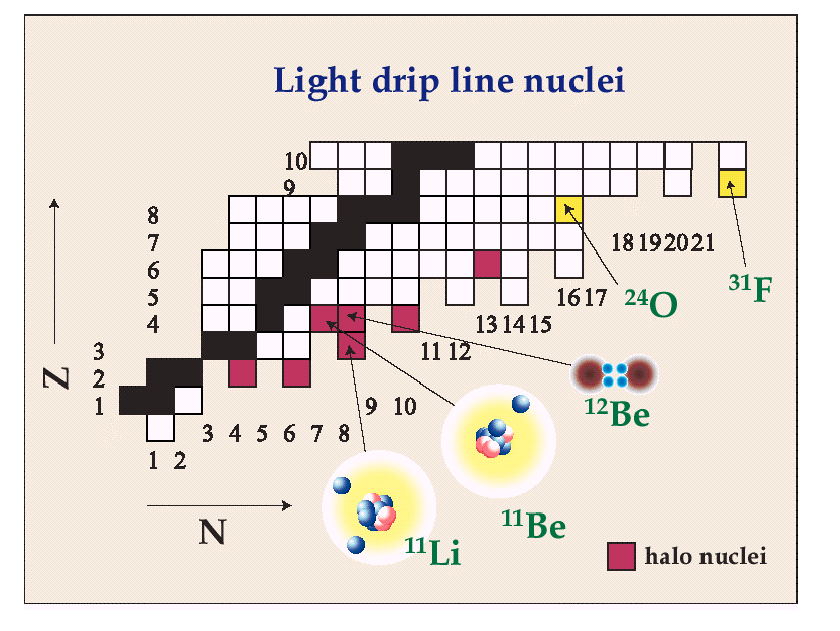 Light drip line nuclei
10
9
8
7
6
5
4
3
2
1
Z
18 19 20 21
16 17
13 14 15
11 12
9 10
3 4 5 6 7 8
1 2
N
31F
24O
12Be
11Be
11Li
halo nuclei